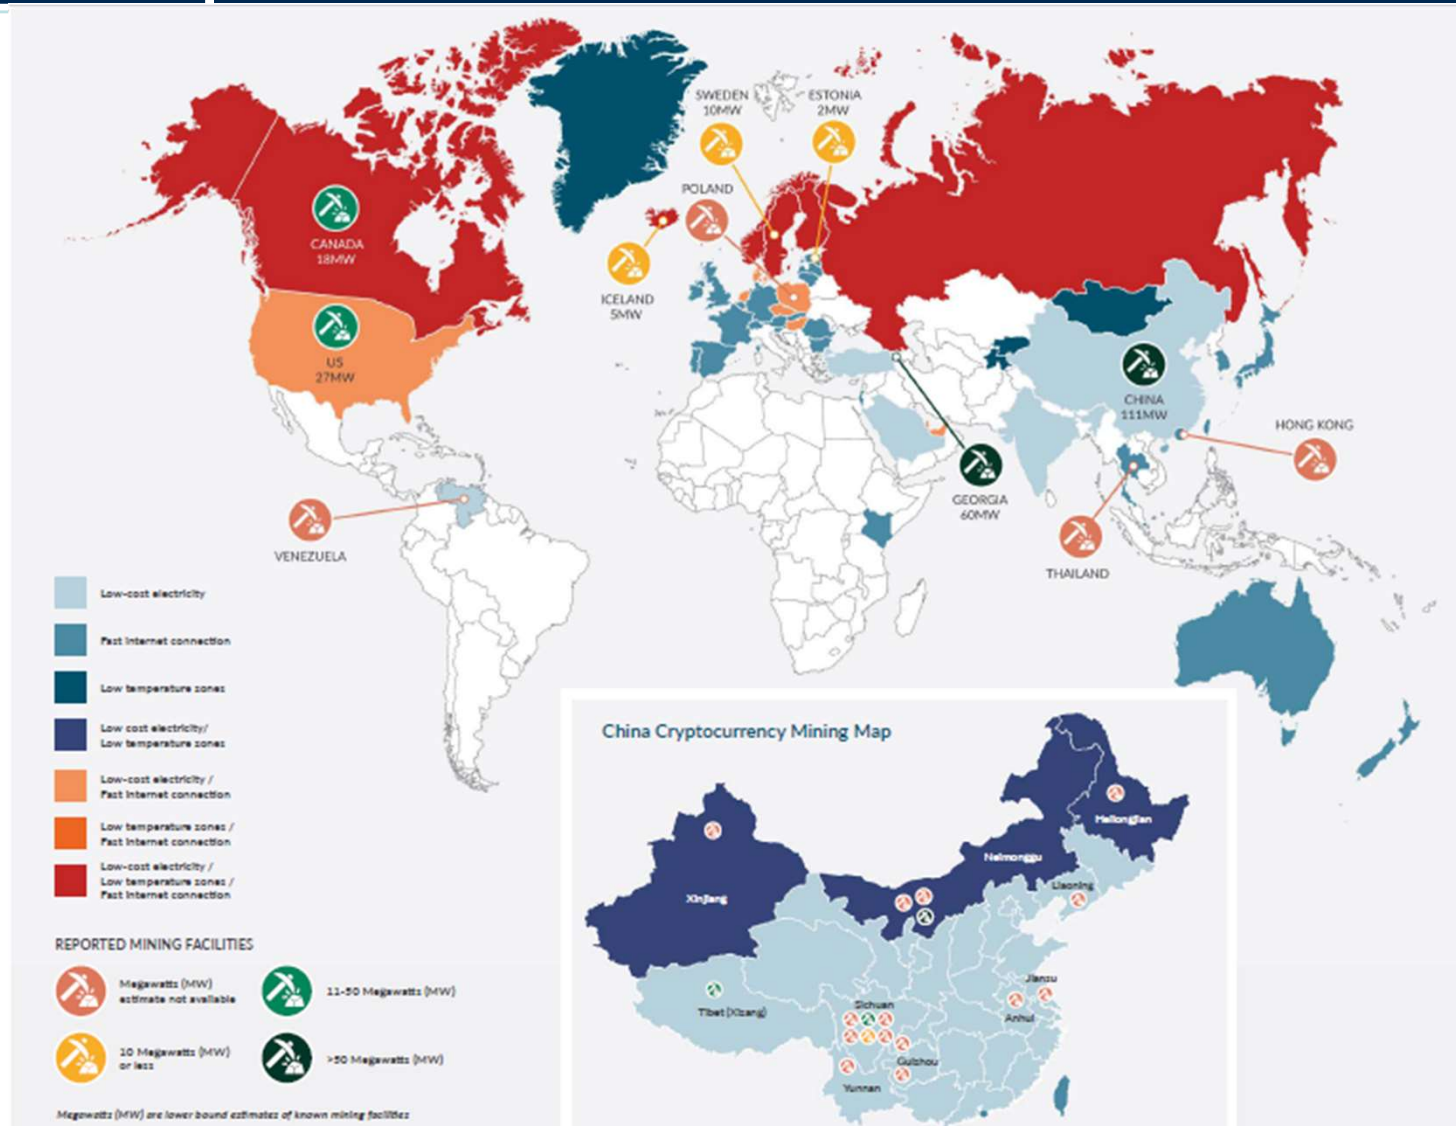 SWEDEN
10MW
ESTONIA
2MW
POLAND
CANADA
18MW
ICELAND
5MW
US
27MW
CHINA
111MW
HONG KONG
GEORGIA
60MW
THAILAND
VENEZUELA
Low-cost electricity
Fast Internet connection
Low temperature zones
Low cost electricity/
Low temperature zones
Low-cost electricity /
Fast Internet connection
Low temperature zones /
Fast Internet connection
Low-cost electricity /
Low temperature zones /
Fast Internet connection
REPORTED MINING FACILITIES
Megawatts (MW)
estimate not available
11-50 Megawatts (MW)
10 Megawatts (MW)
or less
>50 Megawatts (MW)
Megawatts (MW) are lower bound estimates of known mining facilities
China Cryptocurrency Mining Map
Heilongjian
Neimonggu
Xinjiang
Liaoning
Jiansu
Anhui
Tibet (Xizang)
Sichuan
Guizhou
Yunnan